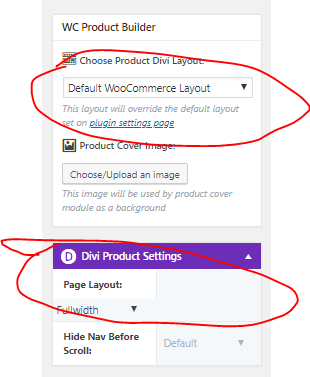 WC Product Builder
Choose Product Divi Layout:
Default WooCommerce Layout
This layout will override the default layout
set on plugin settings page
Product Cover Image:
Choose/Upload an image
This image will be used by product cover
module as a background
D Divi Product Settings
Page Layout:
Fullwidth
Hide Nav Before
Scroll:
Default